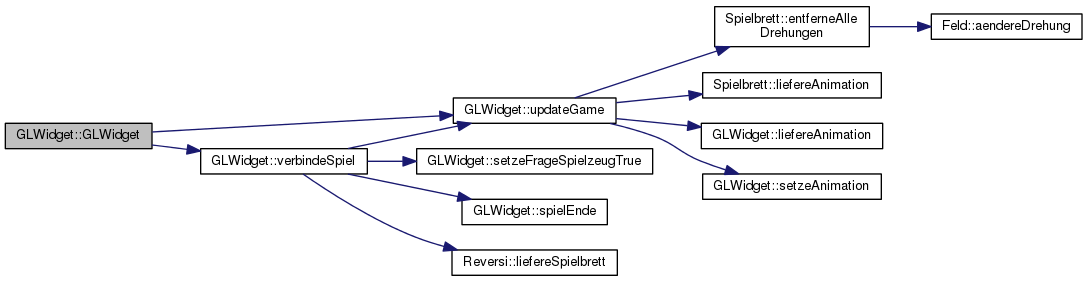 GLWidget::GLWidget
GLWidget::verbindeSpiel
GLWidget::updateGame
GLWidget::setzeFrageSpielzeugTrue
GLWidget::spielEnde
Reversi::liefereSpielbrett
Spielbrett::entferneAlle
Drehungen
Spielbrett::liefereAnimation
GLWidget::liefereAnimation
GLWidget::setzeAnimation
Feld::aendereDrehung